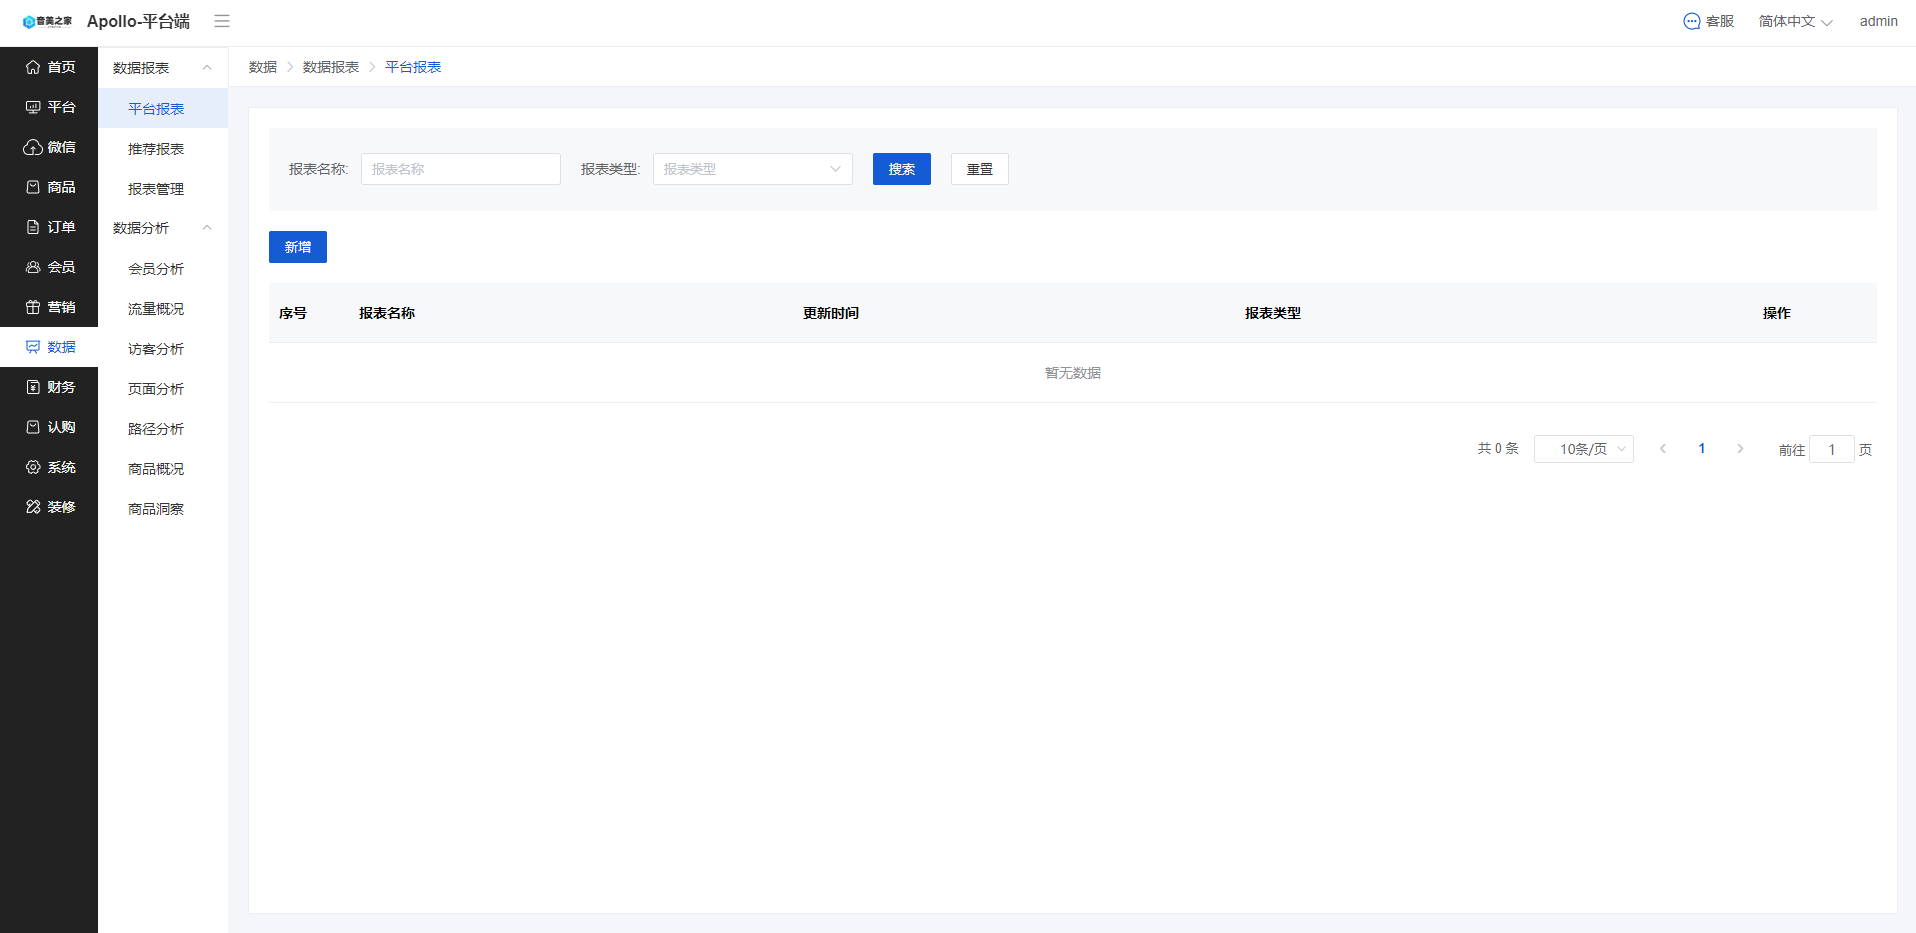 音美之家 Apollo-平台端 客服 简体中文 admin
首页
平台
微信
商品
订单
会员
营销
数据
财务
认购
系统
装修
数据报表
平台报表
推荐报表
报表管理
数据分析
会员分析
流量概况
访客分析
页面分析
路径分析
商品概况
商品洞察
数据 数据报表 平台报表
报表名称: 报表名称 报表类型: 报表类型 搜索 重置
新增
序号 报表名称 更新时间 报表类型 操作
暂无数据
共 0 条 10条/页 1 前往 1 页